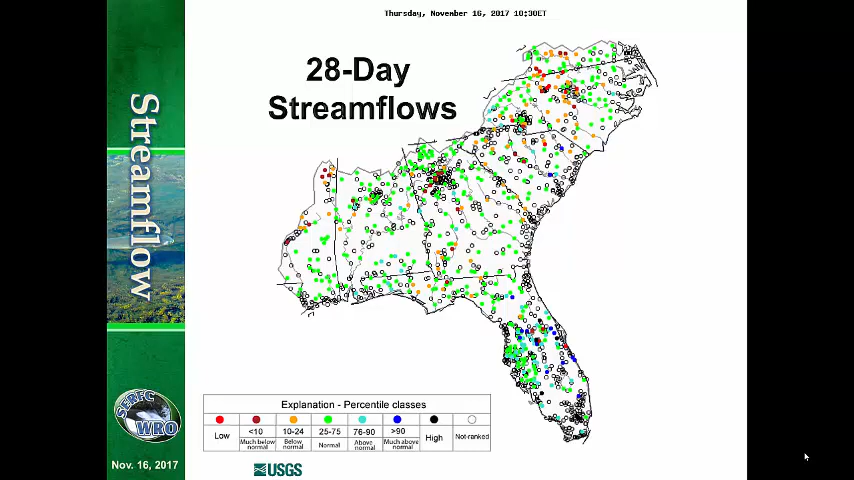 Thursday, November 16, 2017 10:30ET
28-Day
Streamflows
Streamflow
SERFC
WRO
Nov. 16, 2017
Explanation - Percentile classes
Low
<10
10-24
25-75
76-90
>90
High
Not-ranked
Much below
normal
Below
normal
Normal
Above
normal
Much above
normal
USGS